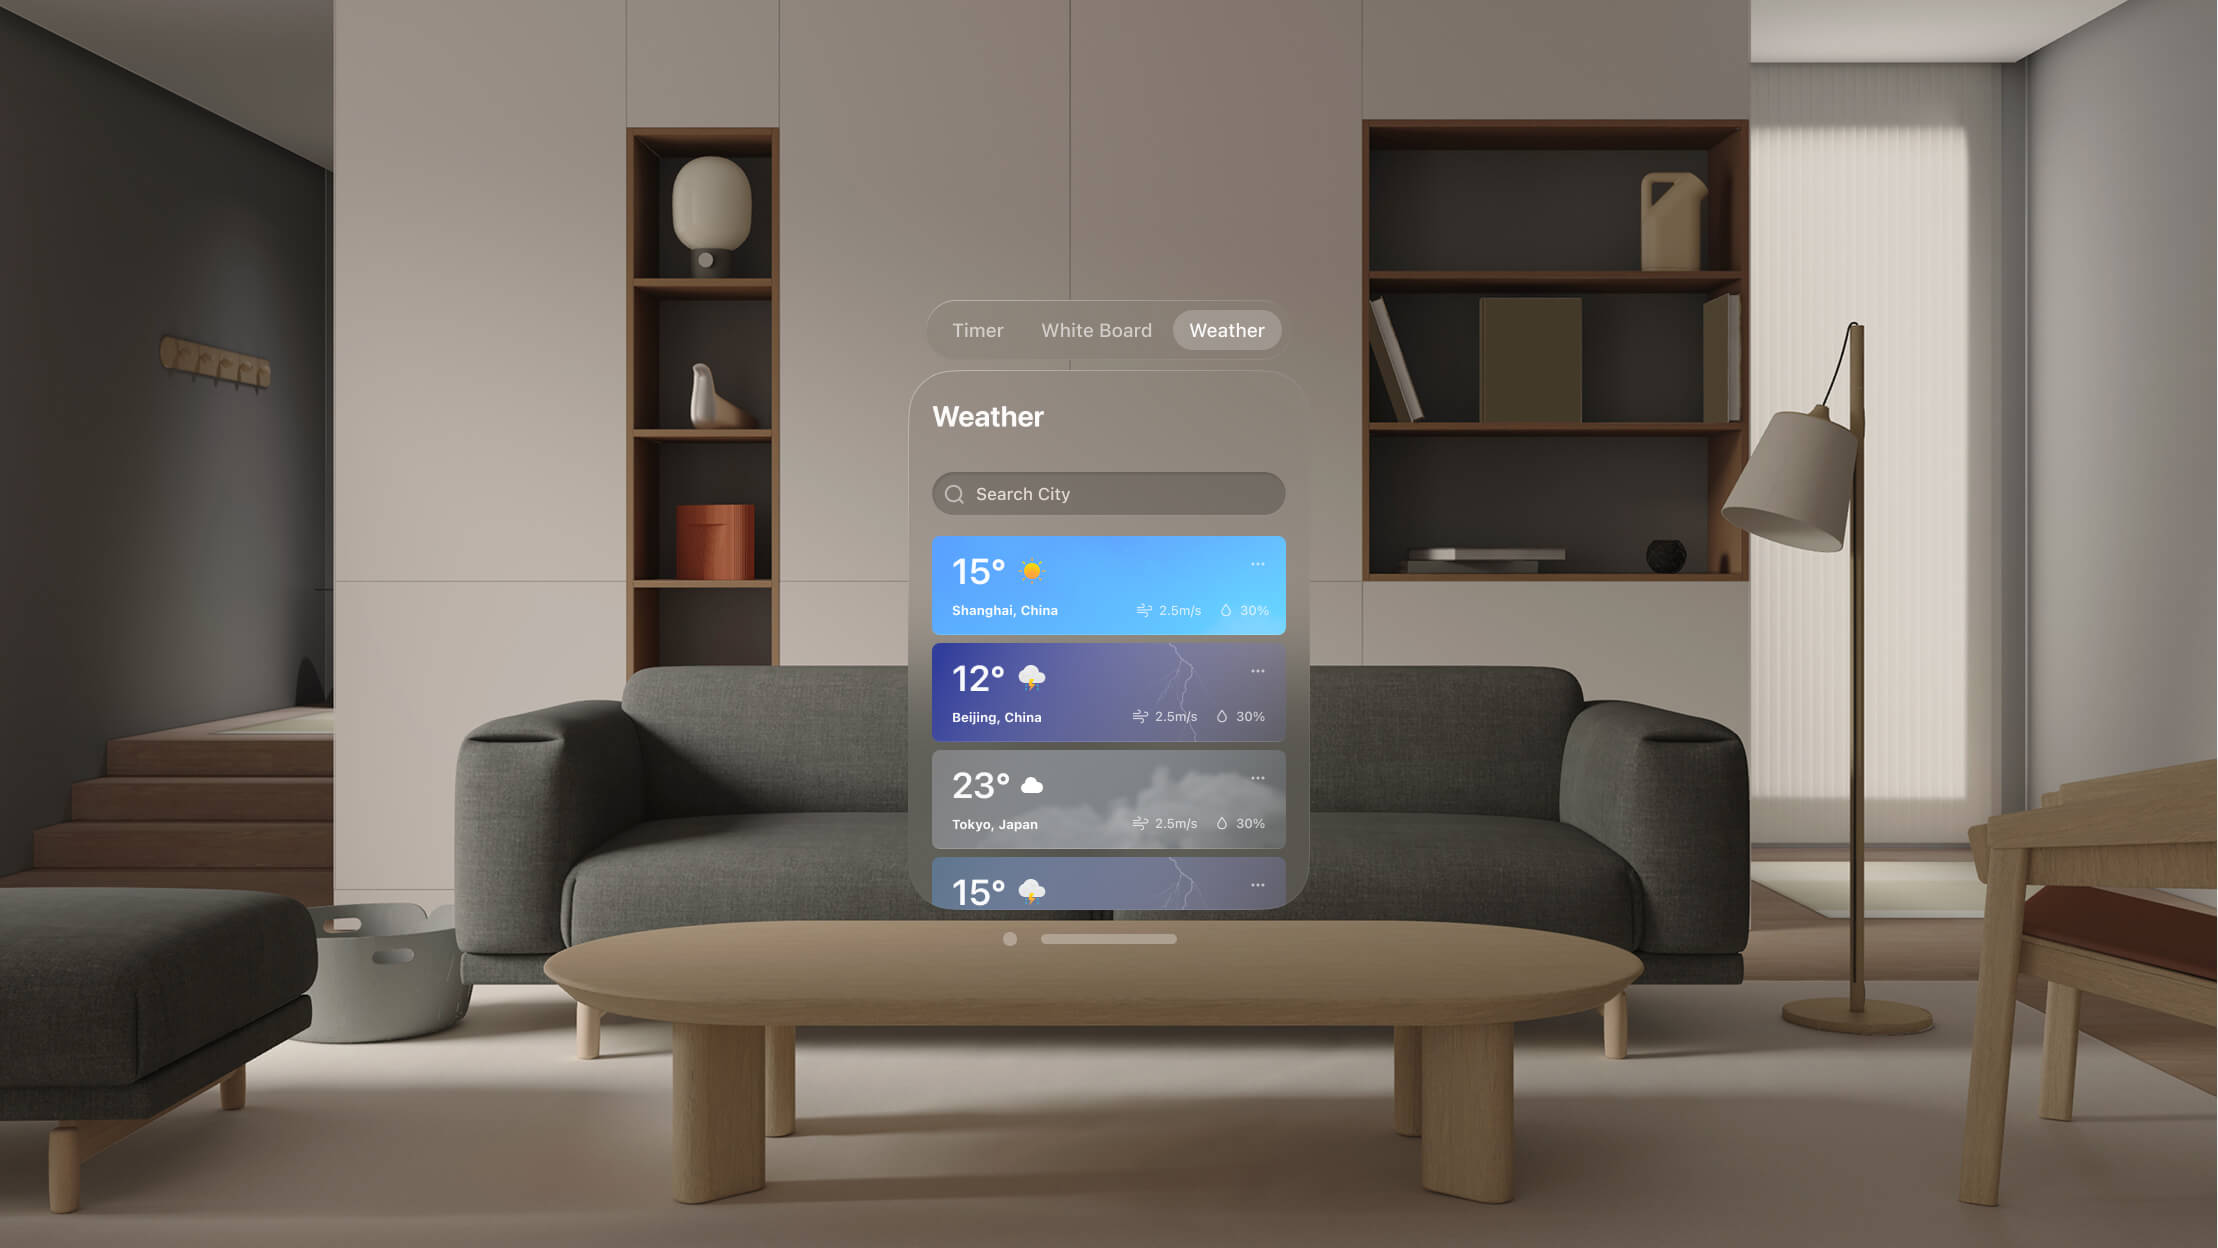 Timer White Board Weather
Weather
Search City
15°
Shanghai, China 2.5m/s 30%
12°
Beijing, China 2.5m/s 30%
23°
Tokyo, Japan 2.5m/s 30%
15°